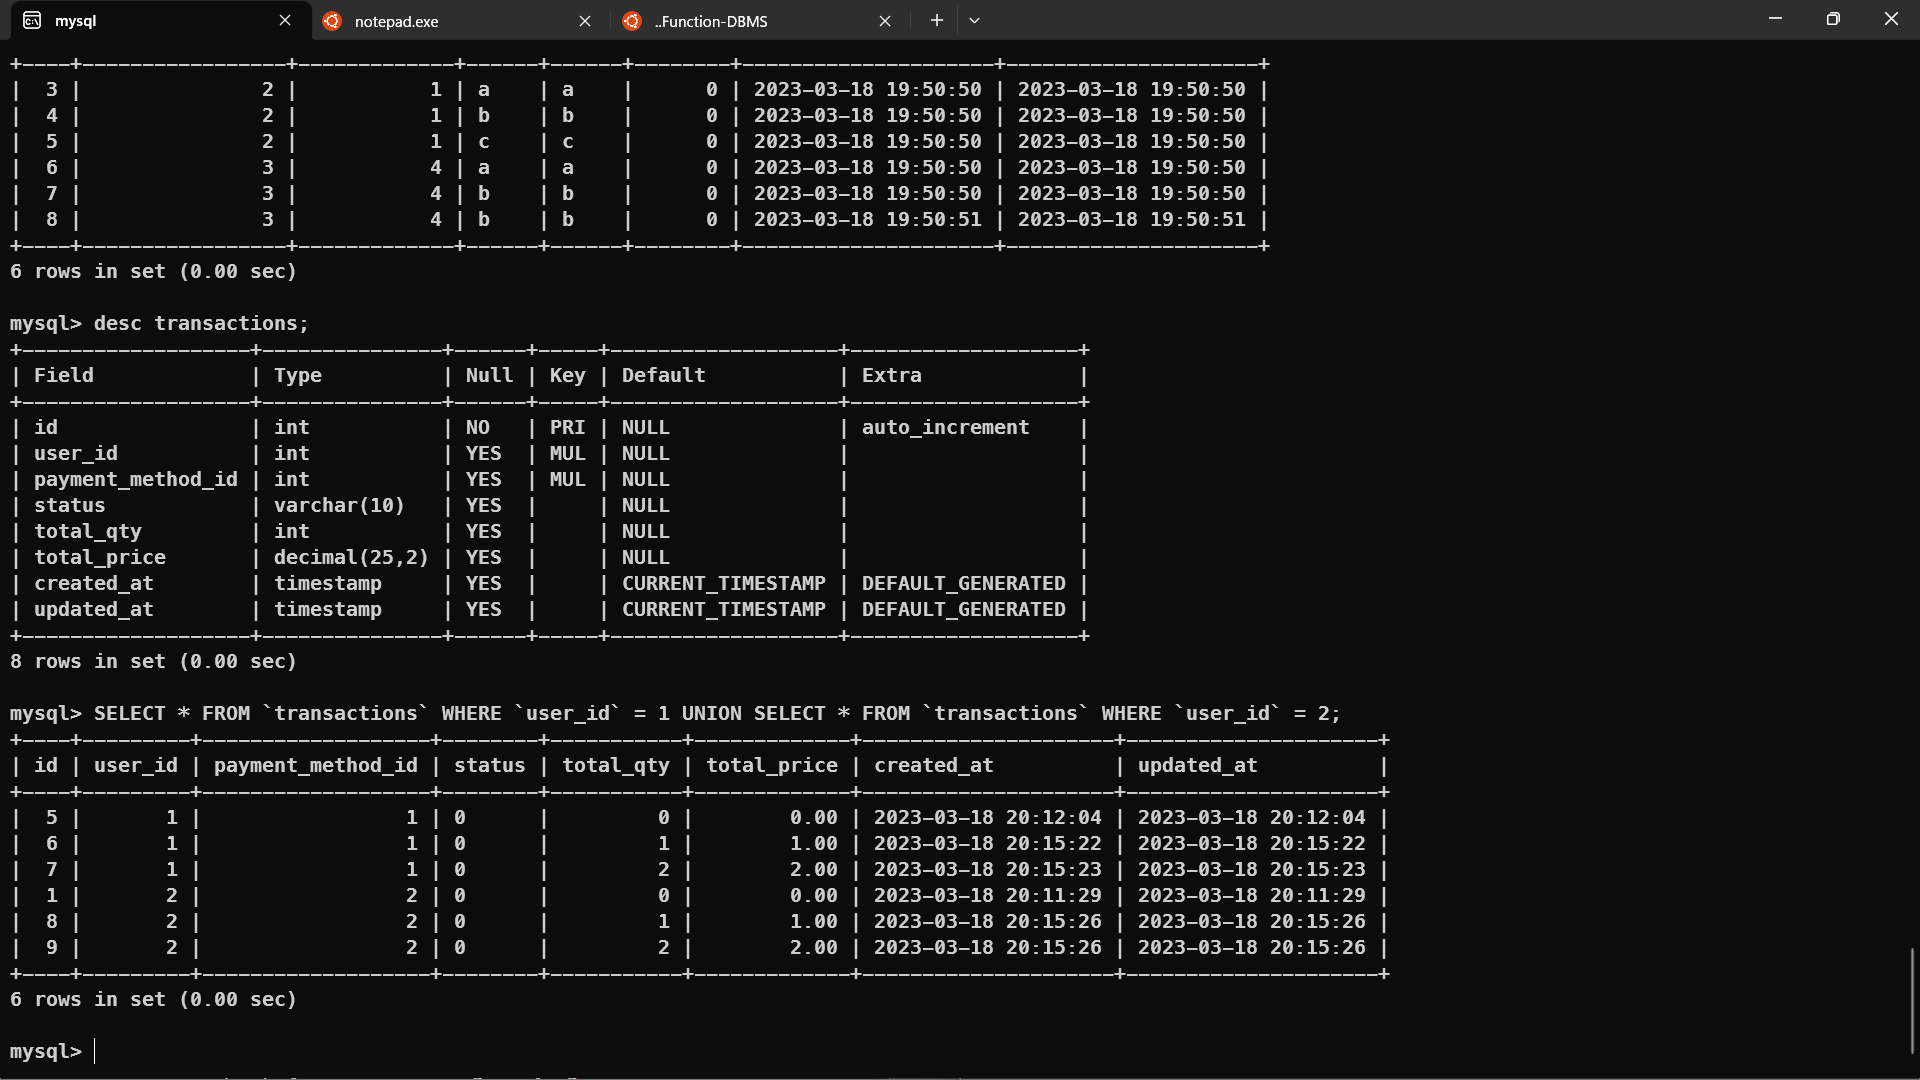 mysql
notepad.exe
..Function-DBMS
+----+-----------------+-------------+------+------+--------+---------------------+---------------------+
|  3 |               2 |           1 | a    | a    |      0 | 2023-03-18 19:50:50 | 2023-03-18 19:50:50 |
|  4 |               2 |           1 | b    | b    |      0 | 2023-03-18 19:50:50 | 2023-03-18 19:50:50 |
|  5 |               2 |           1 | c    | c    |      0 | 2023-03-18 19:50:50 | 2023-03-18 19:50:50 |
|  6 |               3 |           4 | a    | a    |      0 | 2023-03-18 19:50:50 | 2023-03-18 19:50:50 |
|  7 |               3 |           4 | b    | b    |      0 | 2023-03-18 19:50:50 | 2023-03-18 19:50:50 |
|  8 |               3 |           4 | b    | b    |      0 | 2023-03-18 19:50:51 | 2023-03-18 19:50:51 |
+----+-----------------+-------------+------+------+--------+---------------------+---------------------+
6 rows in set (0.00 sec)
mysql> desc transactions;
+-------------------+---------------+------+-----+-------------------+-------------------+
| Field             | Type          | Null | Key | Default           | Extra             |
+-------------------+---------------+------+-----+-------------------+-------------------+
| id                | int           | NO   | PRI | NULL              | auto_increment    |
| user_id           | int           | YES  | MUL | NULL              |                   |
| payment_method_id | int           | YES  | MUL | NULL              |                   |
| status            | varchar(10)   | YES  |     | NULL              |                   |
| total_qty         | int           | YES  |     | NULL              |                   |
| total_price       | decimal(25,2) | YES  |     | NULL              |                   |
| created_at        | timestamp     | YES  |     | CURRENT_TIMESTAMP | DEFAULT_GENERATED |
| updated_at        | timestamp     | YES  |     | CURRENT_TIMESTAMP | DEFAULT_GENERATED |
+-------------------+---------------+------+-----+-------------------+-------------------+
8 rows in set (0.00 sec)
mysql> SELECT * FROM `transactions` WHERE `user_id` = 1 UNION SELECT * FROM `transactions` WHERE `user_id` = 2;
+----+---------+-------------------+--------+-----------+-------------+---------------------+---------------------+
| id | user_id | payment_method_id | status | total_qty | total_price | created_at          | updated_at          |
+----+---------+-------------------+--------+-----------+-------------+---------------------+---------------------+
|  5 |       1 |                 1 | 0      |         0 |        0.00 | 2023-03-18 20:12:04 | 2023-03-18 20:12:04 |
|  6 |       1 |                 1 | 0      |         1 |        1.00 | 2023-03-18 20:15:22 | 2023-03-18 20:15:22 |
|  7 |       1 |                 1 | 0      |         2 |        2.00 | 2023-03-18 20:15:23 | 2023-03-18 20:15:23 |
|  1 |       2 |                 2 | 0      |         0 |        0.00 | 2023-03-18 20:11:29 | 2023-03-18 20:11:29 |
|  8 |       2 |                 2 | 0      |         1 |        1.00 | 2023-03-18 20:15:26 | 2023-03-18 20:15:26 |
|  9 |       2 |                 2 | 0      |         2 |        2.00 | 2023-03-18 20:15:26 | 2023-03-18 20:15:26 |
+----+---------+-------------------+--------+-----------+-------------+---------------------+---------------------+
6 rows in set (0.00 sec)
mysql>